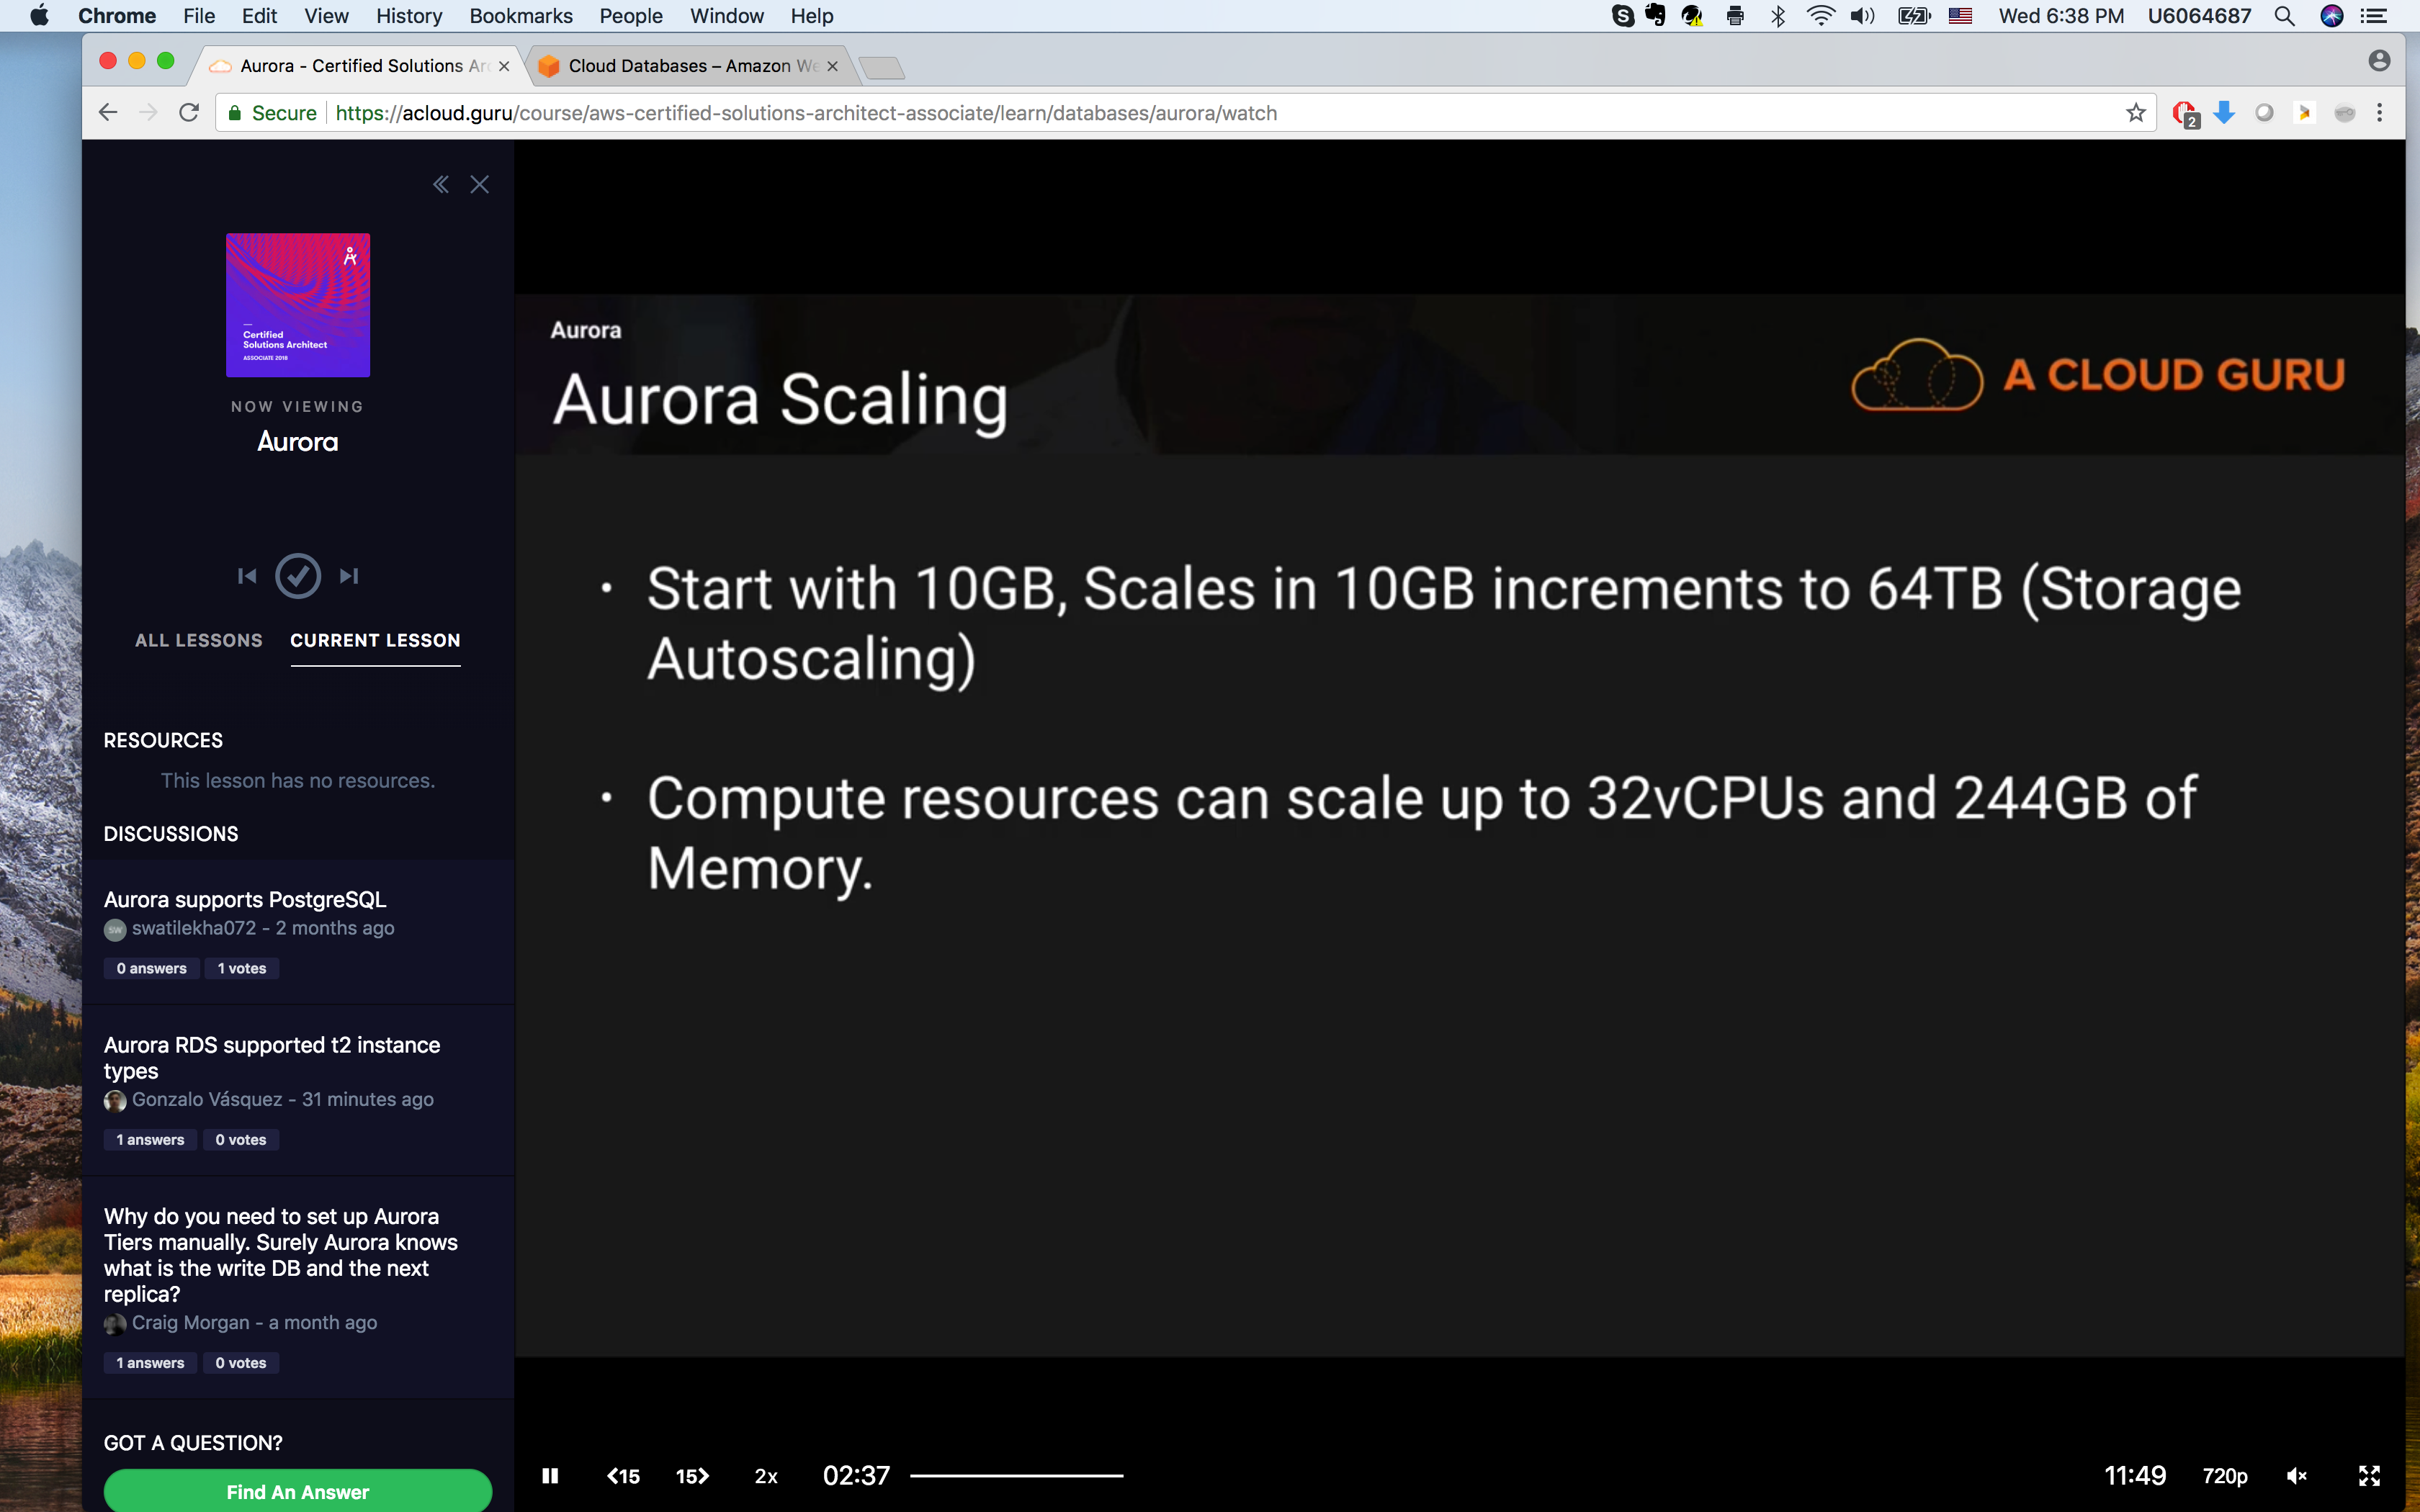 Chrome File Edit View History Bookmarks People Window Help
Wed 6:38 PM U6064687
Aurora - Certified Solutions Arc
Cloud Databases – Amazon We
Secure https://acloud.guru/course/aws-certified-solutions-architect-associate/learn/databases/aurora/watch
2
Certified
Solutions Architect
ASSOCIATE 2018
NOW VIEWING
Aurora
ALL LESSONS CURRENT LESSON
RESOURCES
This lesson has no resources.
DISCUSSIONS
Aurora supports PostgreSQL
SW swatilekha072 - 2 months ago
0 answers 1 votes
Aurora RDS supported t2 instance
types
Gonzalo Vásquez - 31 minutes ago
1 answers 0 votes
Why do you need to set up Aurora
Tiers manually. Surely Aurora knows
what is the write DB and the next
replica?
Craig Morgan - a month ago
1 answers 0 votes
GOT A QUESTION?
Find An Answer
Aurora
Aurora Scaling
A CLOUD GURU
• Start with 10GB, Scales in 10GB increments to 64TB (Storage
Autoscaling)
• Compute resources can scale up to 32vCPUs and 244GB of
Memory.
15 15 2x 02:37 11:49 720p